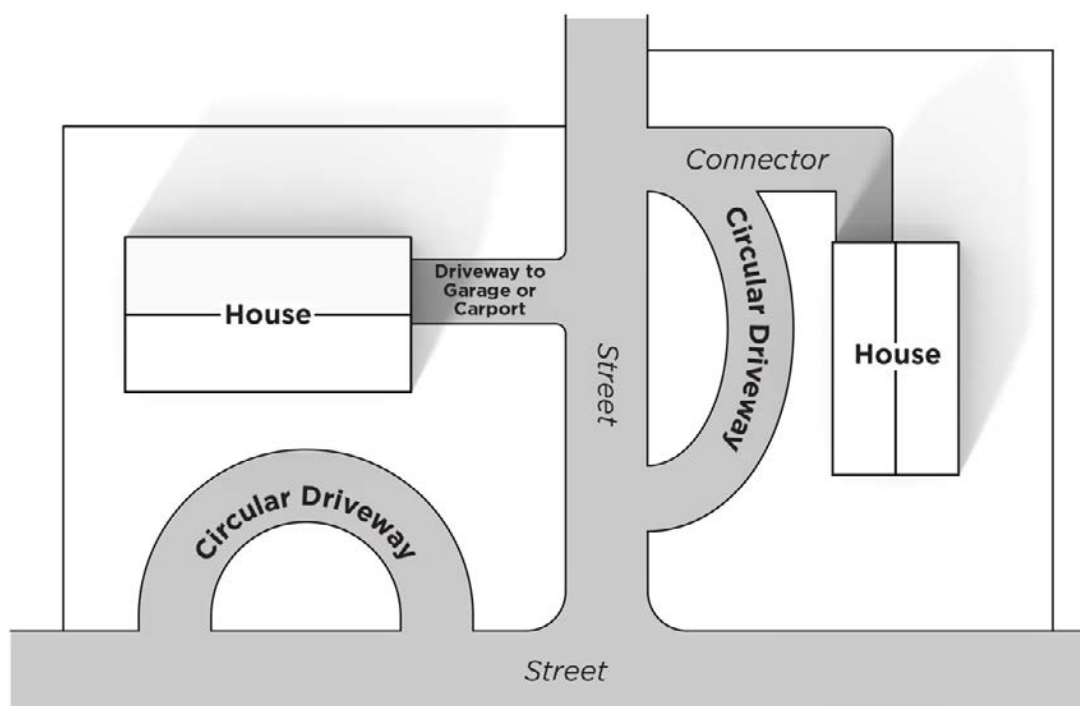 Connector
Circular Driveway
Driveway to
Garage or
Carport
House
Street
House
Circular Driveway
Street